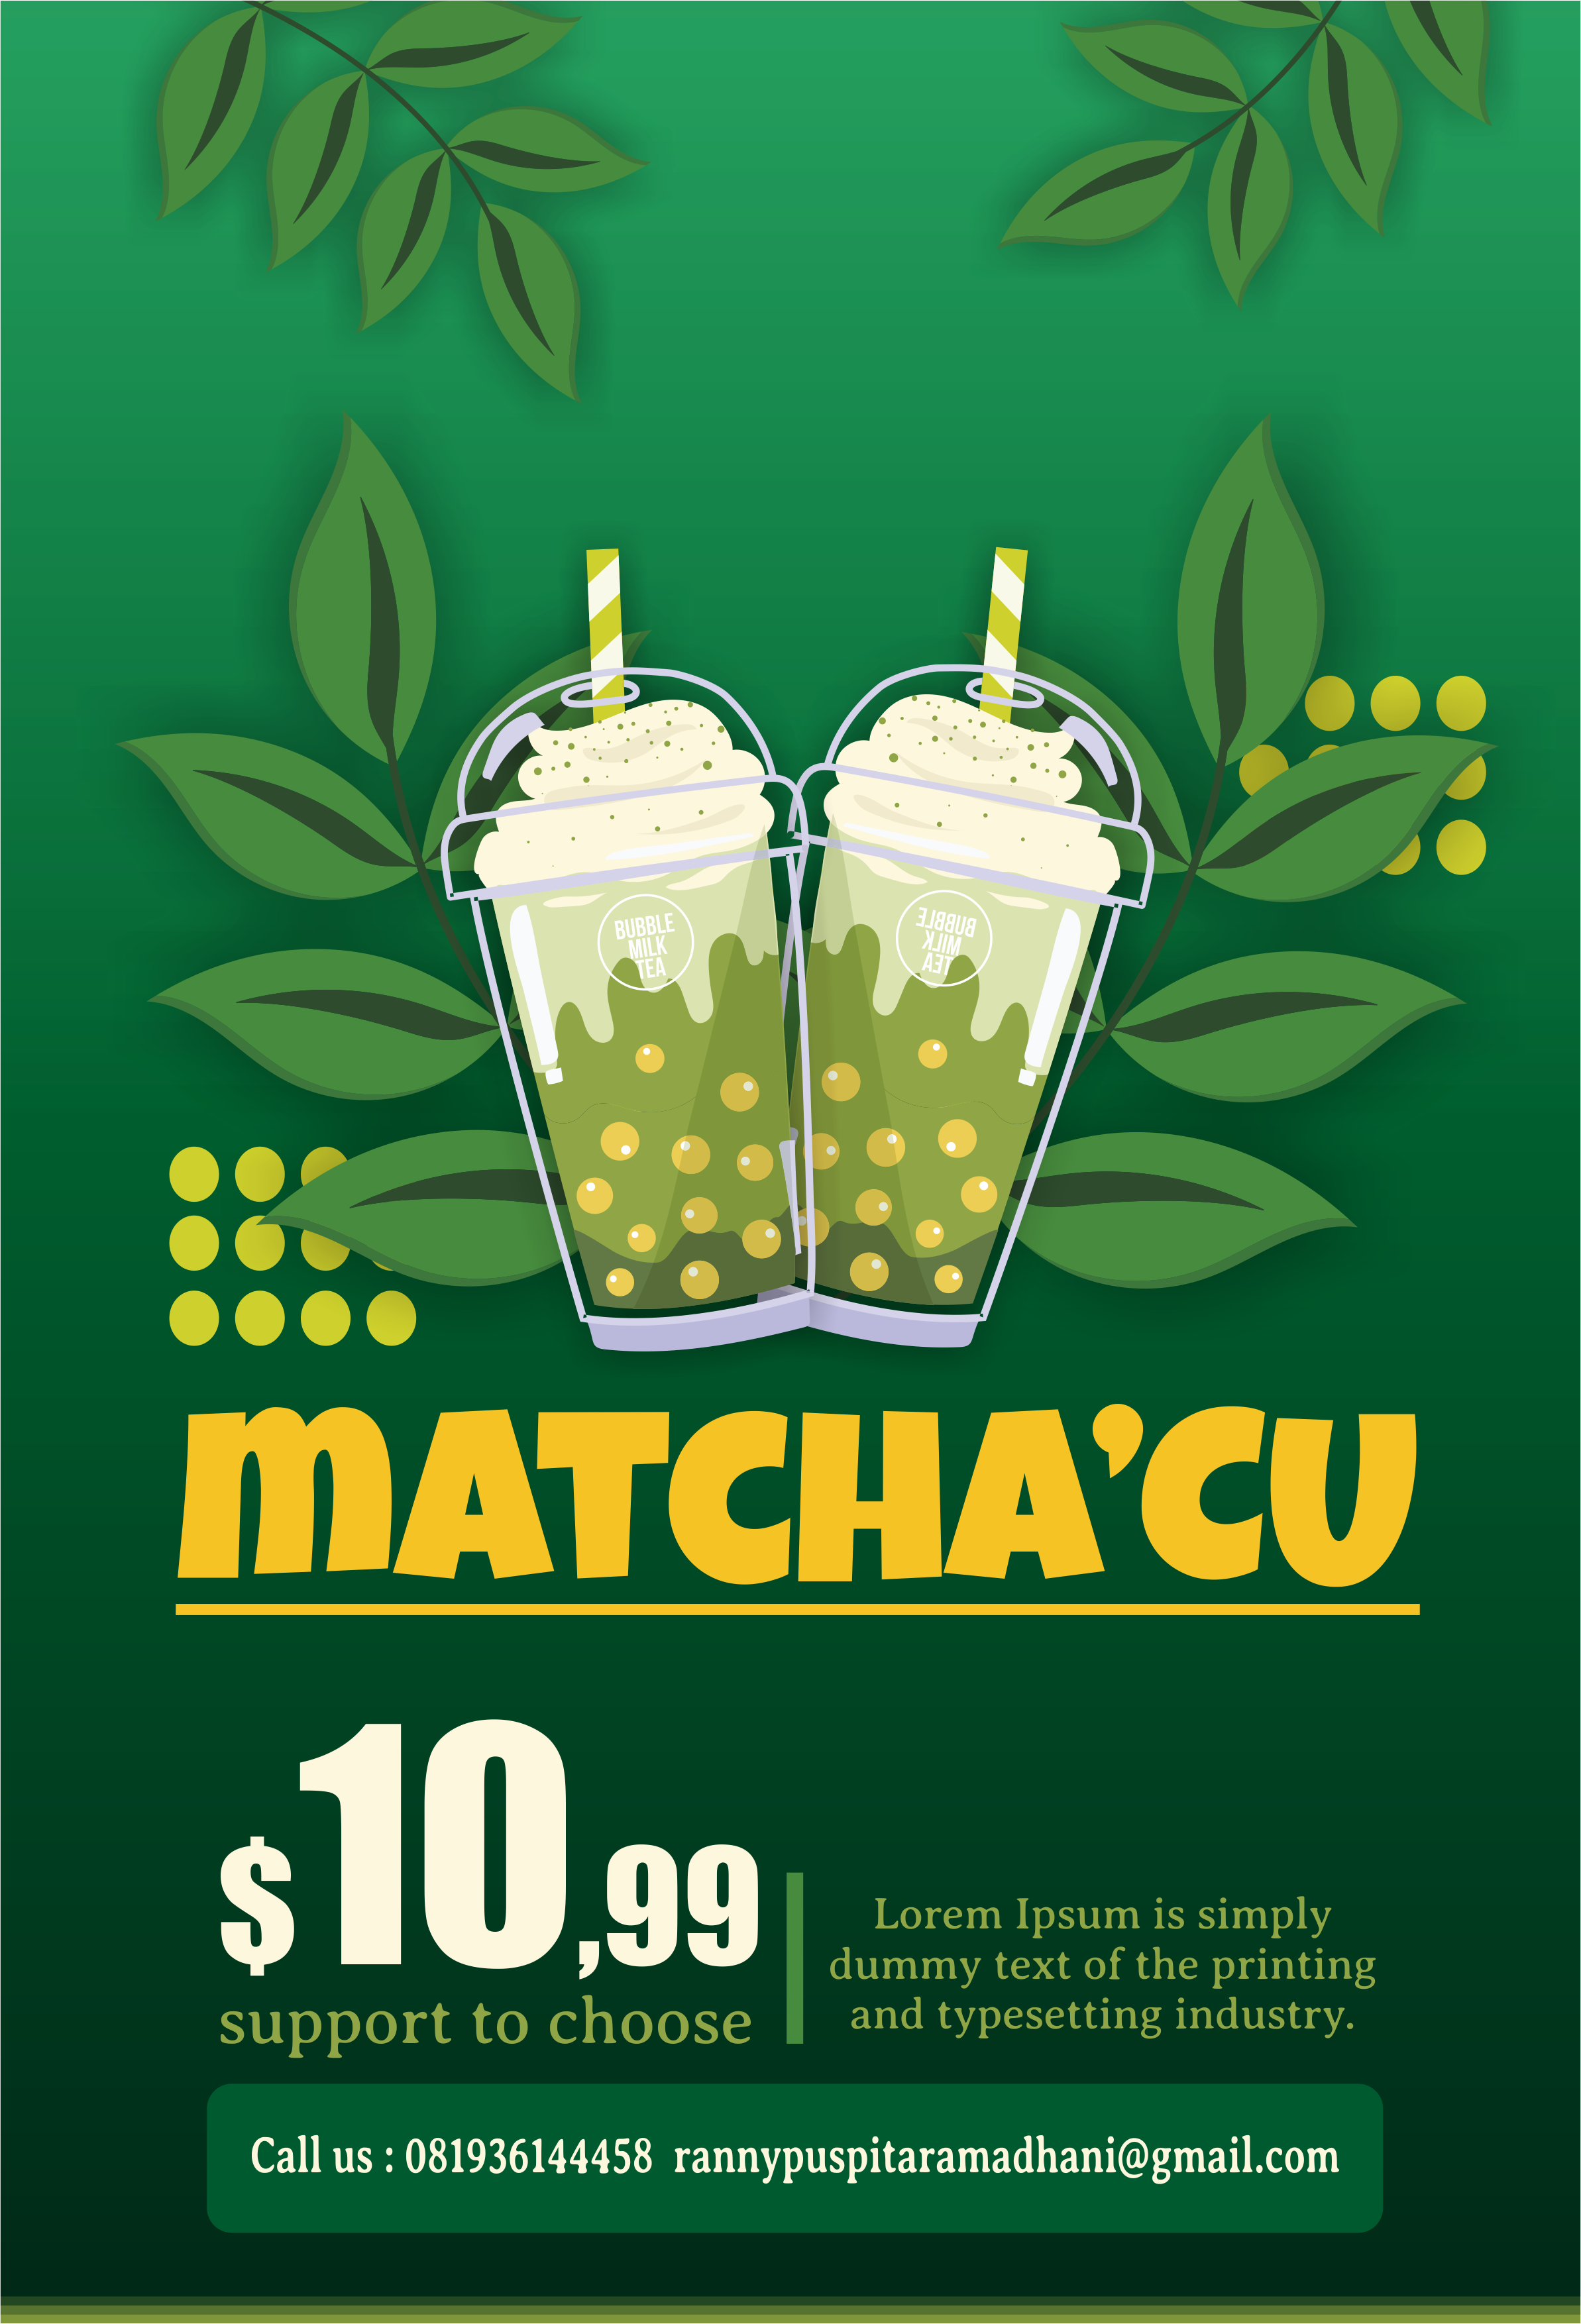 BUBBLE
MILK
TEA
BUBBLE
MILK
TEA
MATCHA’CU
$10,99
support to choose
Lorem Ipsum is simply
dummy text of the printing
and typesetting industry.
Call us : 081936144458 rannypuspitaramadhani@gmail.com